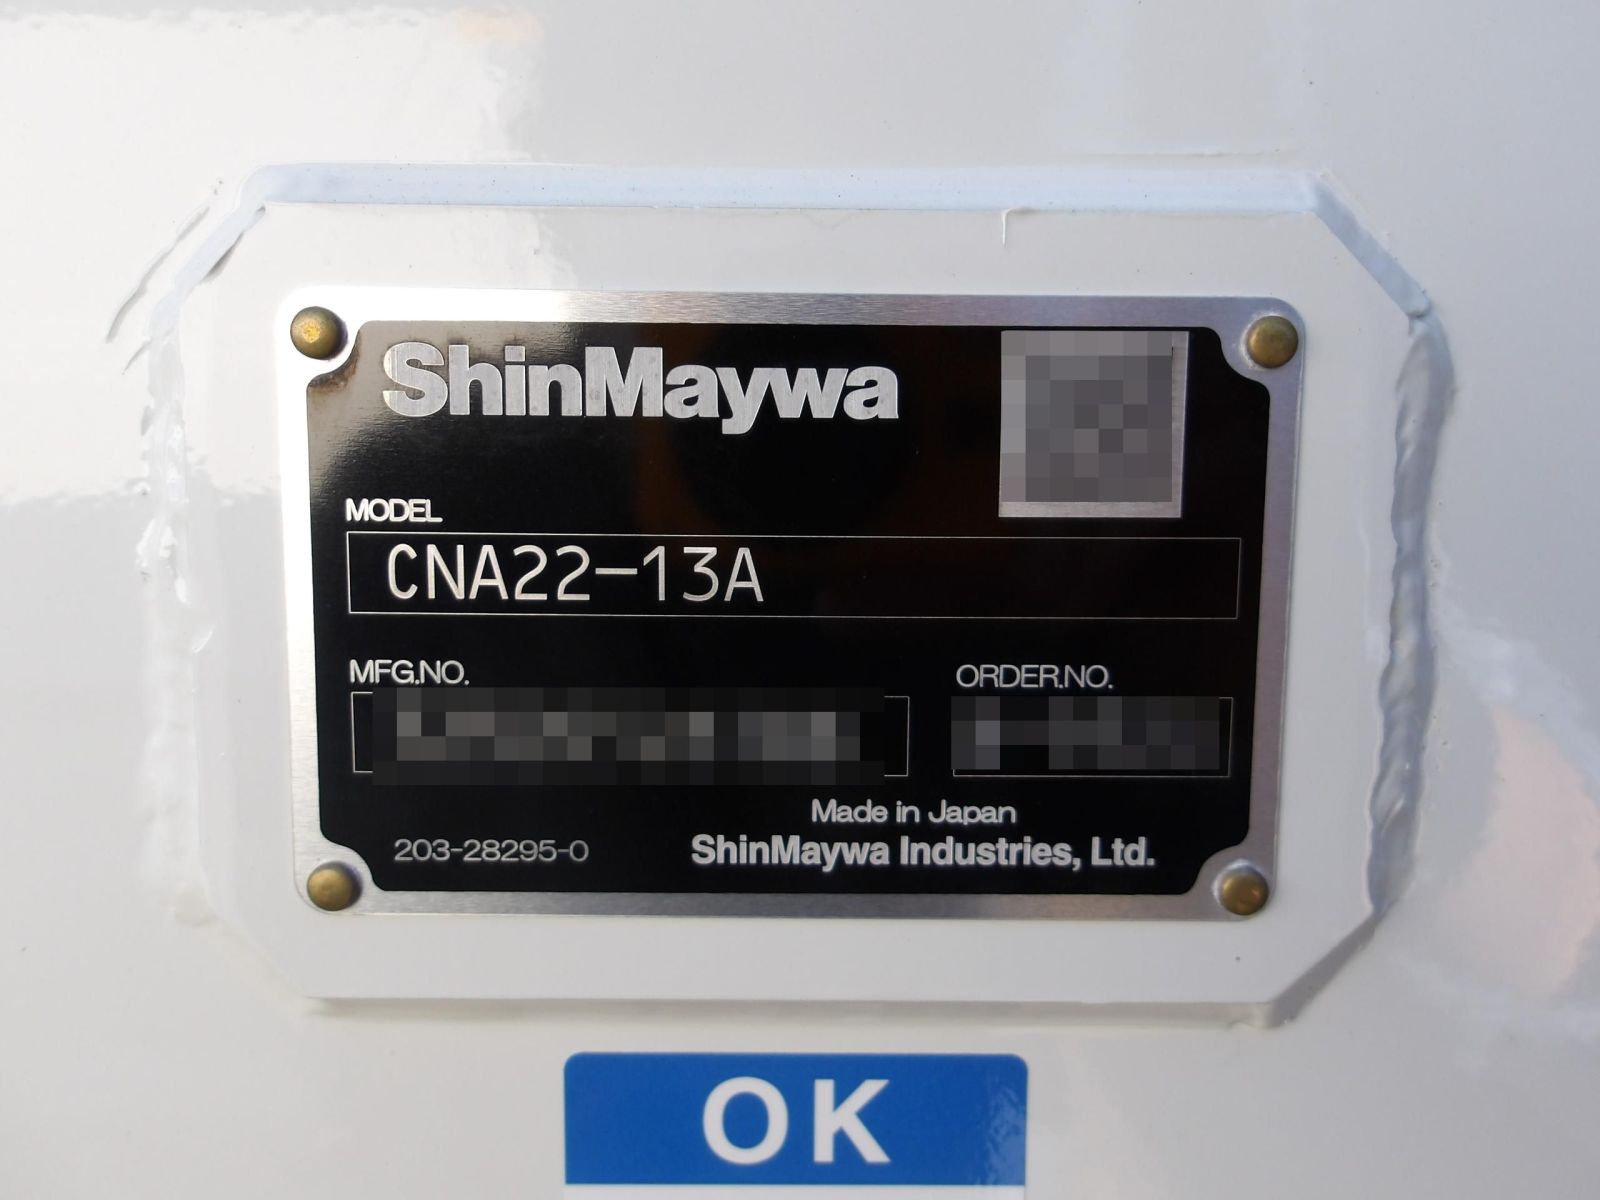 ShinMaywa
MODEL
CNA22-13A
MFG.NO.
ORDER.NO.
Made in Japan
203-28295-0
ShinMaywa Industries, Ltd.
OK